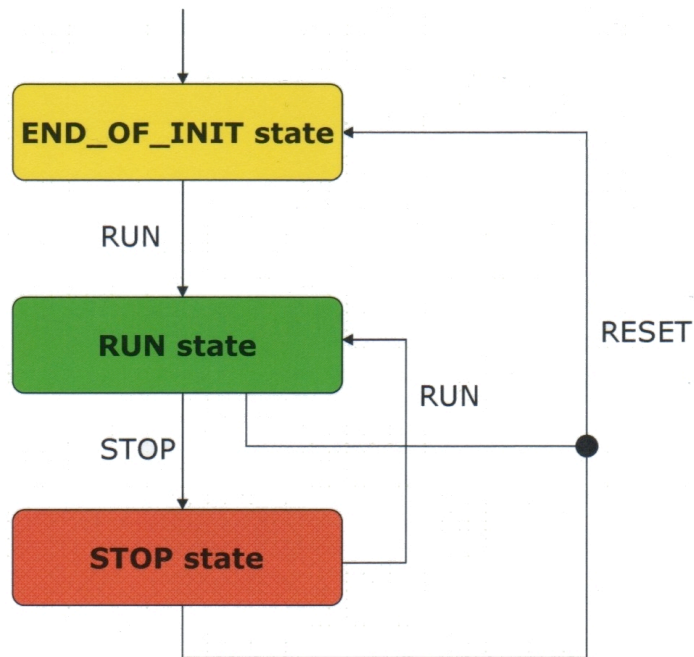 END_OF_INIT state
RUN
RUN state
RESET
RUN
STOP
STOP state